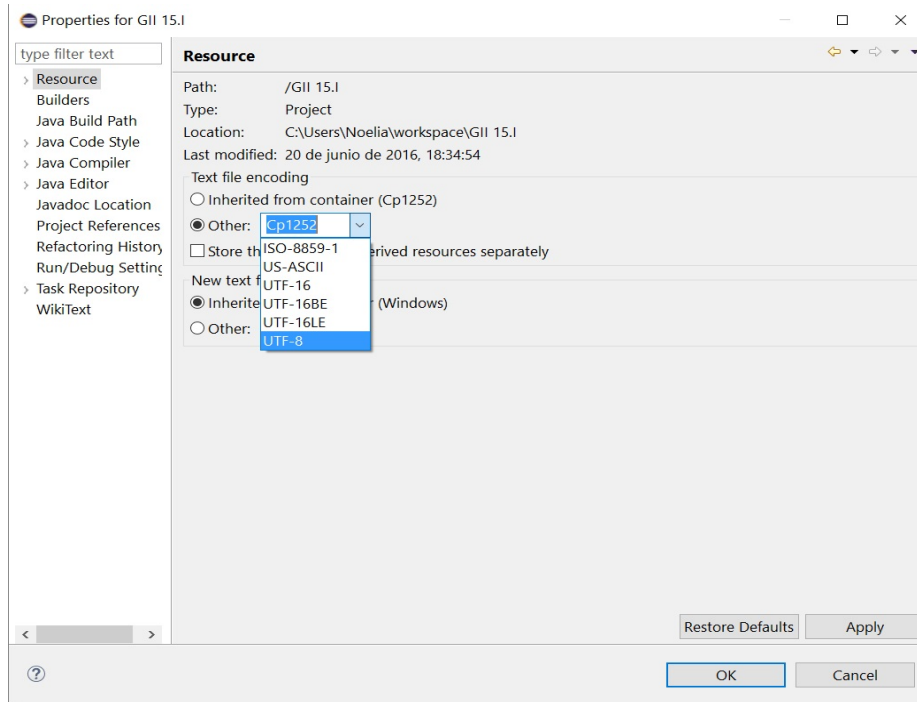 Properties for GII 15.I
type filter text
Resource
Builders
Java Build Path
Java Code Style
Java Compiler
Java Editor
Javadoc Location
Project References
Refactoring History
Run/Debug Setting
Task Repository
WikiText
Resource
Path: /GII 15.I
Type: Project
Location: C:\Users\Noelia\workspace\GII 15.I
Last modified: 20 de junio de 2016, 18:34:54
Text file encoding
Inherited from container (Cp1252)
Other: Cp1252
ISO-8859-1
US-ASCII
UTF-16
UTF-16BE
UTF-16LE
UTF-8
Store th erived resources separately
New text f
Inherite (Windows)
Other:
Restore Defaults Apply
OK Cancel